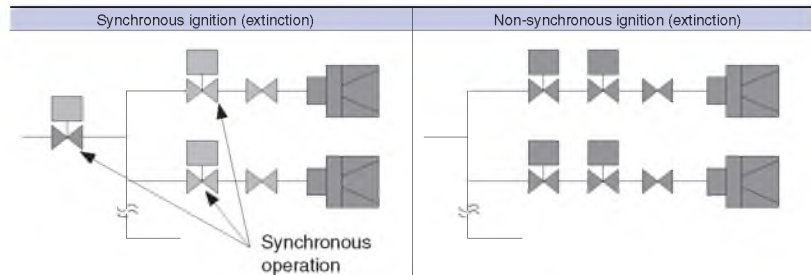 Synchronous ignition (extinction)
Non-synchronous ignition (extinction)
Synchronous
operation